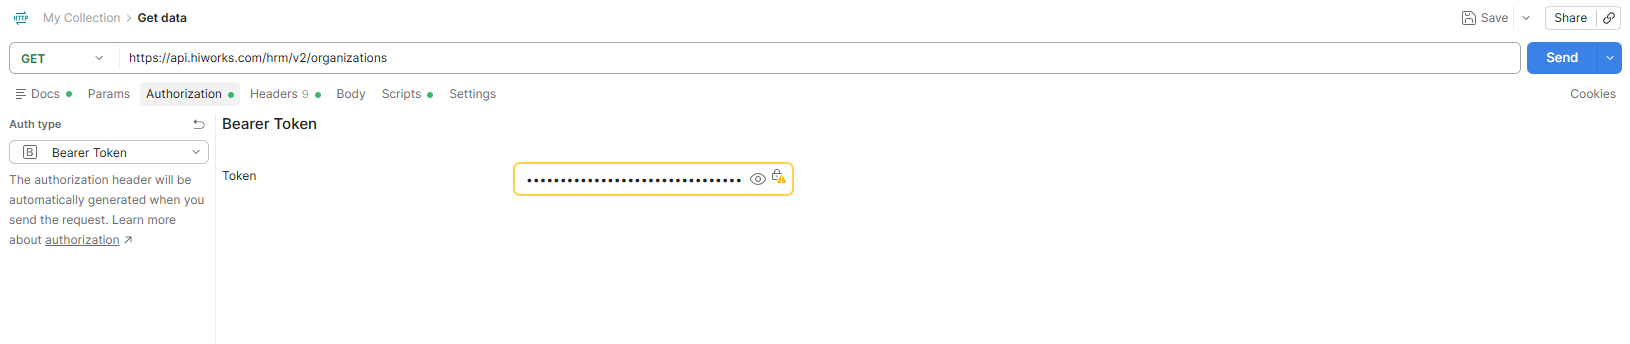 HTTP My Collection > Get data Save Share
GET https://api.hiworks.com/hrm/v2/organizations Send
Docs Params Authorization Headers 9 Body Scripts Settings Cookies
Auth type
Bearer Token
B Bearer Token
Token ••••••••••••••••••••••••••••••••
The authorization header will be
automatically generated when you
send the request. Learn more
about authorization ↗